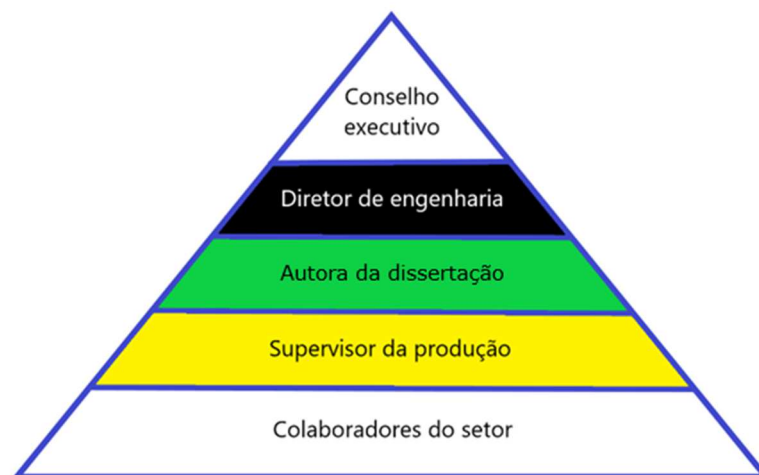 Conselho
executivo
Diretor de engenharia
Autora da dissertação
Supervisor da produção
Colaboradores do setor